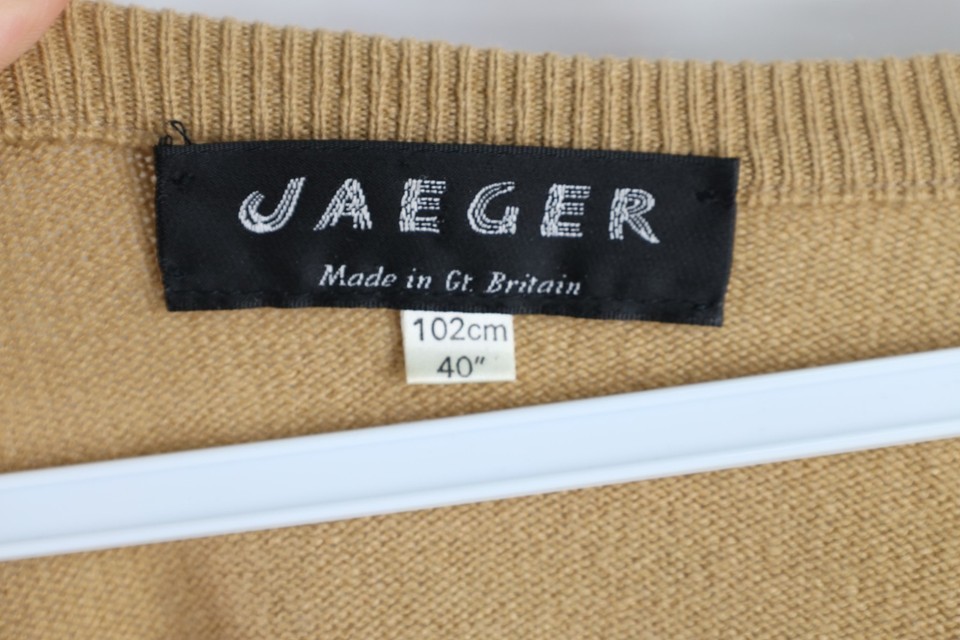 JAEGER
Made in Gt. Britain
102cm
40"